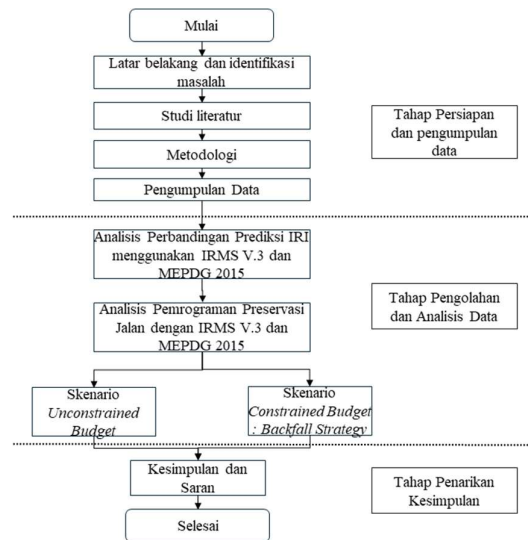 Mulai
Latar belakang dan identifikasi
masalah
Studi literatur
Metodologi
Pengumpulan Data
Tahap Persiapan
dan pengumpulan
data
Analisis Perbandingan Prediksi IRI
menggunakan IRMS V.3 dan
MEPDG 2015
Analisis Pemrograman Preservasi
Jalan dengan IRMS V.3 dan
MEPDG 2015
Skenario
Unconstrained
Budget
Skenario
Constrained Budget
: Backfall Strategy
Tahap Pengolahan
dan Analisis Data
Kesimpulan dan
Saran
Selesai
Tahap Penarikan
Kesimpulan